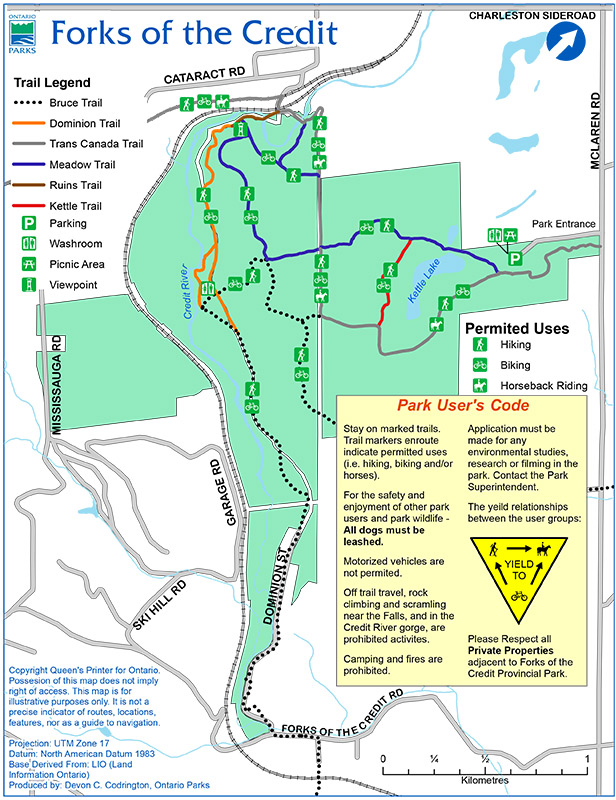 ONTARIO
PARKS
Forks of the Credit
CHARLESTON SIDEROAD
CATARACT RD
MCLAREN RD
Trail Legend
Bruce Trail
Dominion Trail
Trans Canada Trail
Meadow Trail
Ruins Trail
Kettle Trail
P Parking
Washroom
Picnic Area
Viewpoint
Park Entrance
P
Credit River
Kettle Lake
MISSISSAUGA RD
GARAGE RD
SKI HILL RD
DOMINION ST
FORKS OF THE CREDIT RD
Permited Uses
Hiking
Biking
Horseback Riding
Park User's Code
Stay on marked trails.
Trail markers enroute
indicate permitted uses
(i.e. hiking, biking and/or
horses).
For the safety and
enjoyment of other park
users and park wildlife -
All dogs must be
leashed.
Motorized vehicles are
not permited.
Off trail travel, rock
climbing and scramling
near the Falls, and in the
Credit River gorge, are
prohibited activites.
Camping and fires are
prohibited.
Application must be
made for any
environmental studies,
research or filming in the
park. Contact the Park
Superintendent.
The yeild relationships
between the user groups:
YIELD
TO
Please Respect all
Private Properties
adjacent to Forks of the
Credit Provincial Park.
Copyright Queen's Printer for Ontario.
Possesion of this map does not imply
right of access. This map is for
illustrative purposes only. It is not a
precise indicator of routes, locations,
features, nor as a guide to navigation.
Projection: UTM Zone 17
Datum: North American Datum 1983
Base Derived From: LIO (Land
Information Ontario)
Produced by: Devon C. Codrington, Ontario Parks
0 ¼ ½ 1
Kilometres